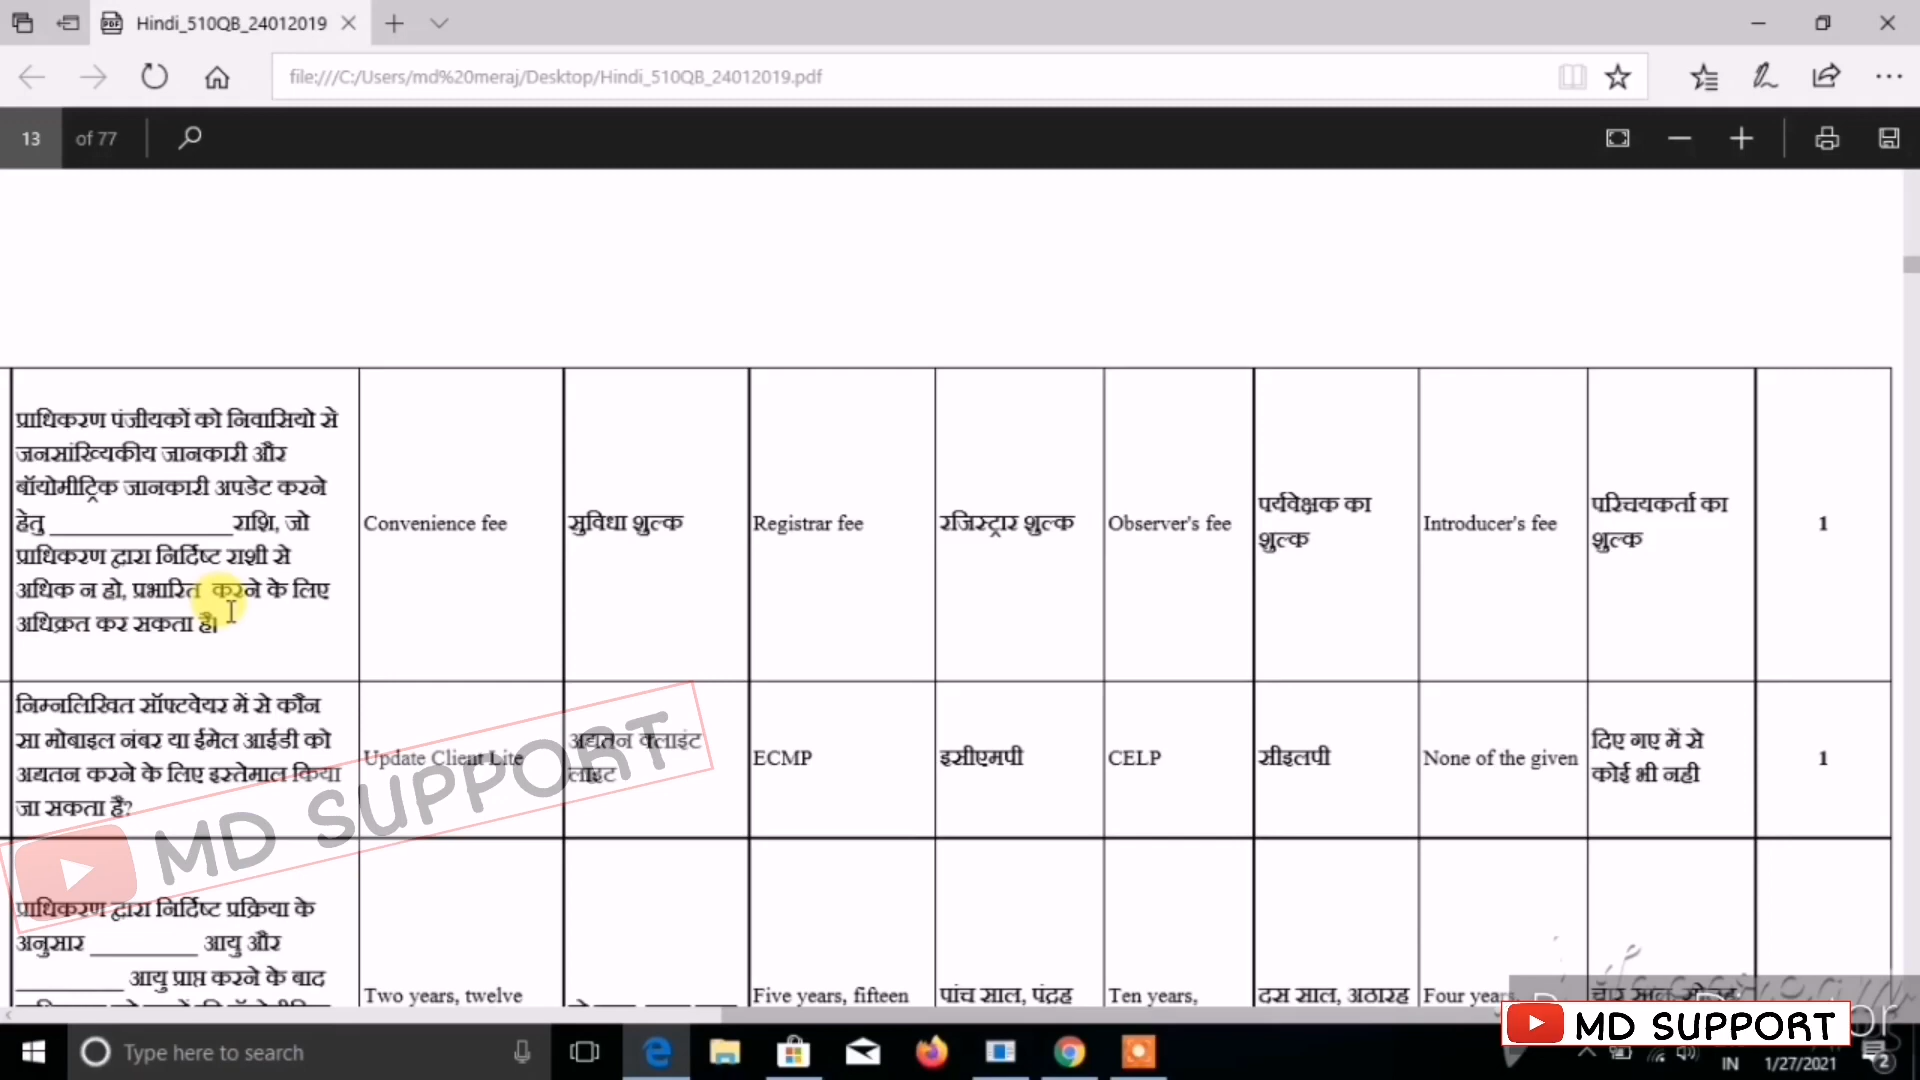 Hindi_510QB_24012019
file:///C:/Users/md%20meraj/Desktop/Hindi_510QB_24012019.pdf
13 of 77
प्राधिकरण पंजीयकों को निवासियो से
जनसांख्यिकीय जानकारी और
बॉयोमीट्रिक जानकारी अपडेट करने
हेतु ________________राशि, जो
प्राधिकरण द्वारा निर्दिष्ट राशी से
अधिक न हो, प्रभारित करने के लिए
अधिक्रत कर सकता है।
Convenience fee
सुविधा शुल्क
Registrar fee
रजिस्ट्रार शुल्क
Observer's fee
पर्यवेक्षक का
शुल्क
Introducer's fee
परिचयकर्ता का
शुल्क
1
निम्नलिखित सॉफ्टवेयर में से कौन
सा मोबाइल नंबर या ईमेल आईडी को
अद्यतन करने के लिए इस्तेमाल किया
जा सकता है?
Update Client Lite
अद्यतन क्लाइंट
लाइट
ECMP
इसीएमपी
CELP
सीइलपी
None of the given
दिए गए में से
कोई भी नही
1
MD SUPPORT
प्राधिकरण द्वारा निर्दिष्ट प्रक्रिया के
अनुसार __________ आयु और
__________ आयु प्राप्त करने के बाद
Two years, twelve
Five years, fifteen
पांच साल, पंद्रह
Ten years,
दस साल, अठारह
Four years,
MD SUPPORT
Type here to search
IN
1/27/2021
2